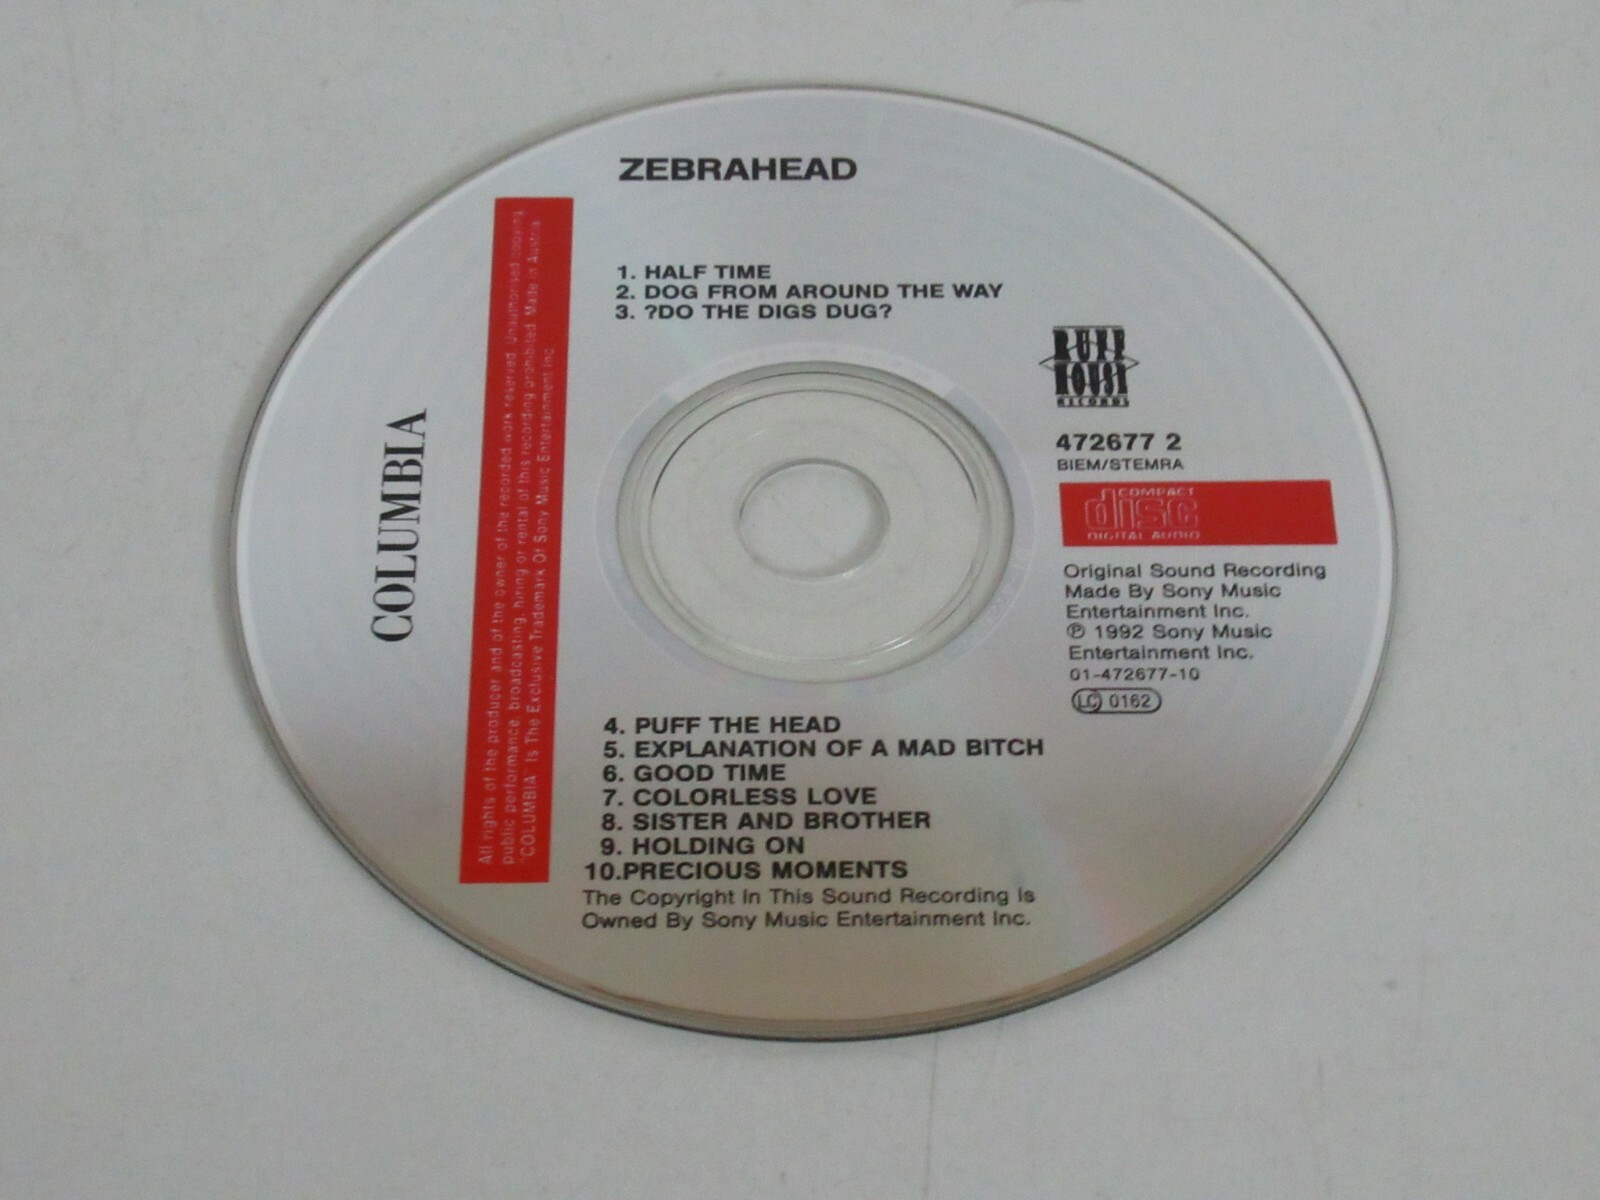 ZEBRAHEAD
1. HALF TIME
2. DOG FROM AROUND THE WAY
3. ?DO THE DIGS DUG?
RUFF
HOUSE
RECORDS
472677 2
BIEM/STEMRA
COMPACT
disc
DIGITAL AUDIO
Original Sound Recording
Made By Sony Music
Entertainment Inc.
℗ 1992 Sony Music
Entertainment Inc.
01-472677-10
LC 0162
COLUMBIA
All rights of the producer and of the owner of the recorded work reserved. Unauthorised copying,
public performance, broadcasting, hiring or rental of this recording prohibited. Made in Austria
"COLUMBIA" Is The Exclusive Trademark Of Sony Music Entertainment Inc.
4. PUFF THE HEAD
5. EXPLANATION OF A MAD BITCH
6. GOOD TIME
7. COLORLESS LOVE
8. SISTER AND BROTHER
9. HOLDING ON
10.PRECIOUS MOMENTS
The Copyright In This Sound Recording Is
Owned By Sony Music Entertainment Inc.